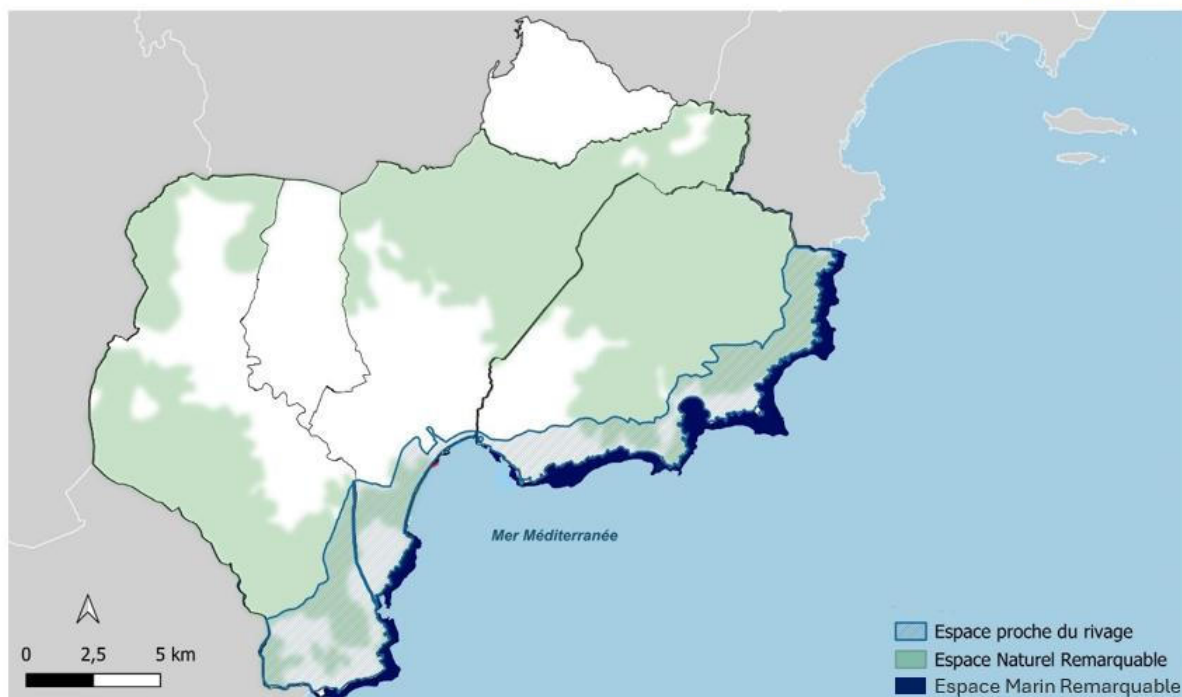 Mer Méditerranée
0 2,5 5 km
Espace proche du rivage
Espace Naturel Remarquable
Espace Marin Remarquable